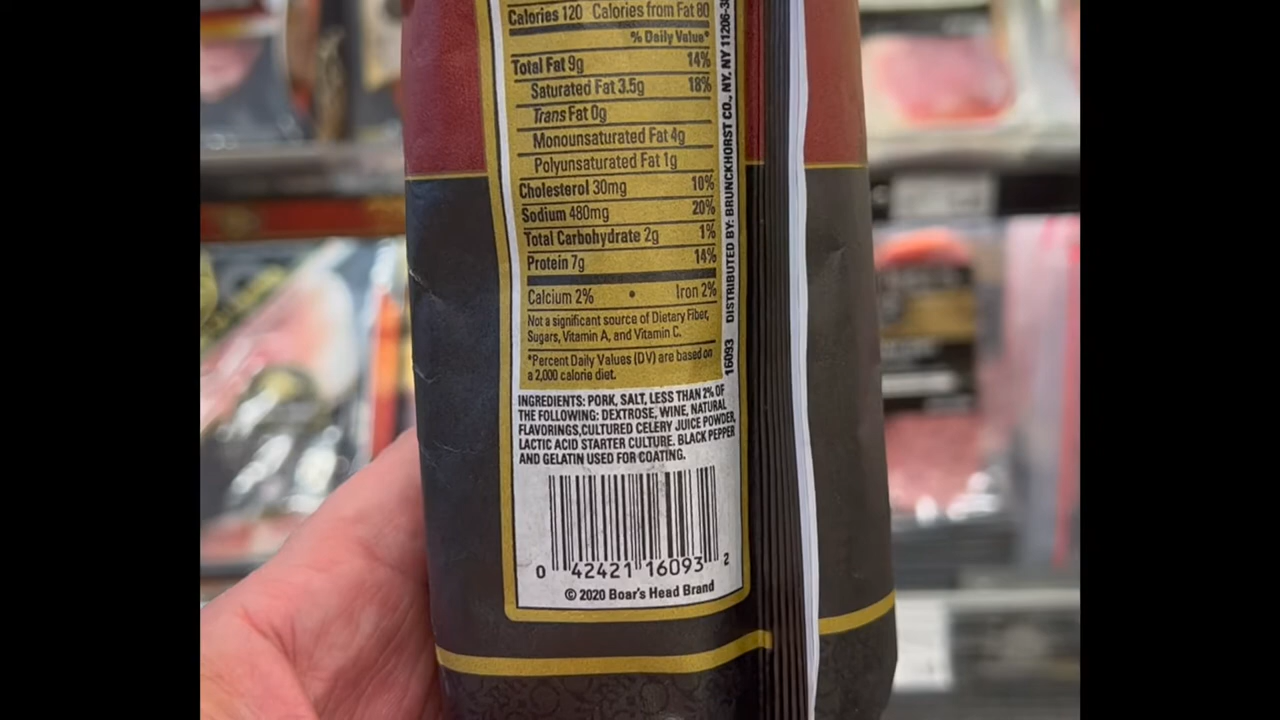 Calories 120 Calories from Fat 80
% Daily Value*
Total Fat 9g 14%
Saturated Fat 3.5g 18%
Trans Fat 0g
Monounsaturated Fat 4g
Polyunsaturated Fat 1g
Cholesterol 30mg 10%
Sodium 480mg 20%
Total Carbohydrate 2g 1%
Protein 7g 14%
Calcium 2% • Iron 2%
Not a significant source of Dietary Fiber,
Sugars, Vitamin A, and Vitamin C.
*Percent Daily Values (DV) are based on
a 2,000 calorie diet.
16093 DISTRIBUTED BY: BRUNCKHORST CO., NY, NY
INGREDIENTS: PORK, SALT, LESS THAN 2% OF
THE FOLLOWING: DEXTROSE, WINE, NATURAL
FLAVORINGS,CULTURED CELERY JUICE POWDER,
LACTIC ACID STARTER CULTURE. BLACK PEPPER
AND GELATIN USED FOR COATING.
0 42421 16093 2
© 2020 Boar's Head Brand